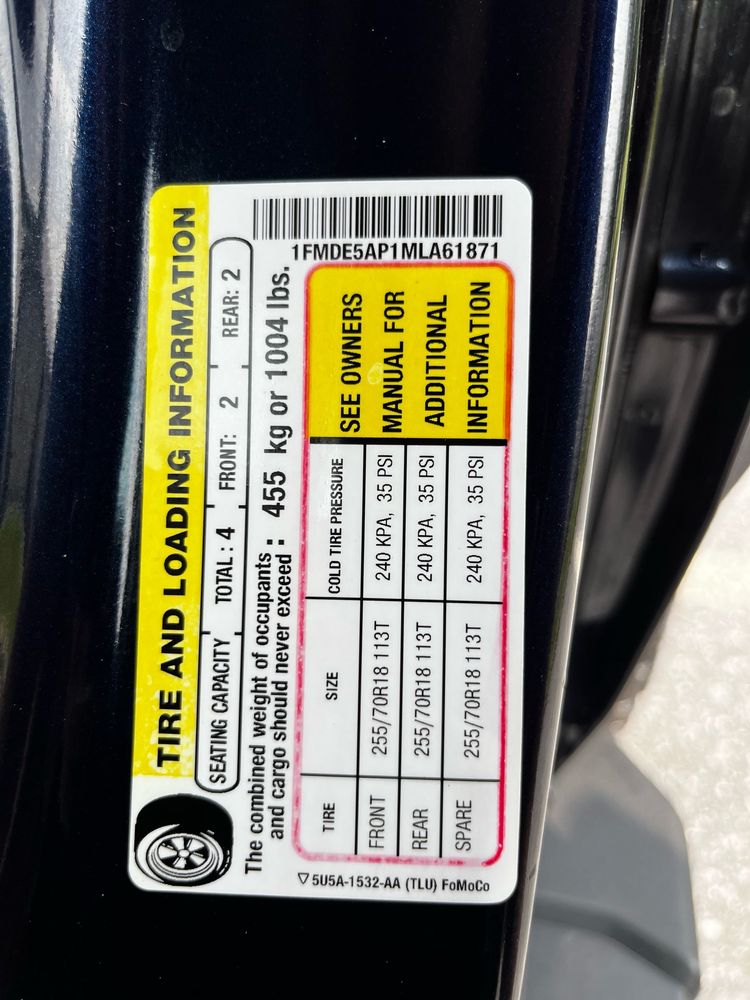 TIRE AND LOADING INFORMATION
SEATING CAPACITY TOTAL : 4 FRONT: 2 REAR: 2
The combined weight of occupants
and cargo should never exceed : 455 kg or 1004 lbs.
1FMDE5AP1MLA61871
TIRE SIZE COLD TIRE PRESSURE
FRONT 255/70R18 113T 240 KPA, 35 PSI
REAR 255/70R18 113T 240 KPA, 35 PSI
SPARE 255/70R18 113T 240 KPA, 35 PSI
SEE OWNERS
MANUAL FOR
ADDITIONAL
INFORMATION
5U5A-1532-AA (TLU) FoMoCo